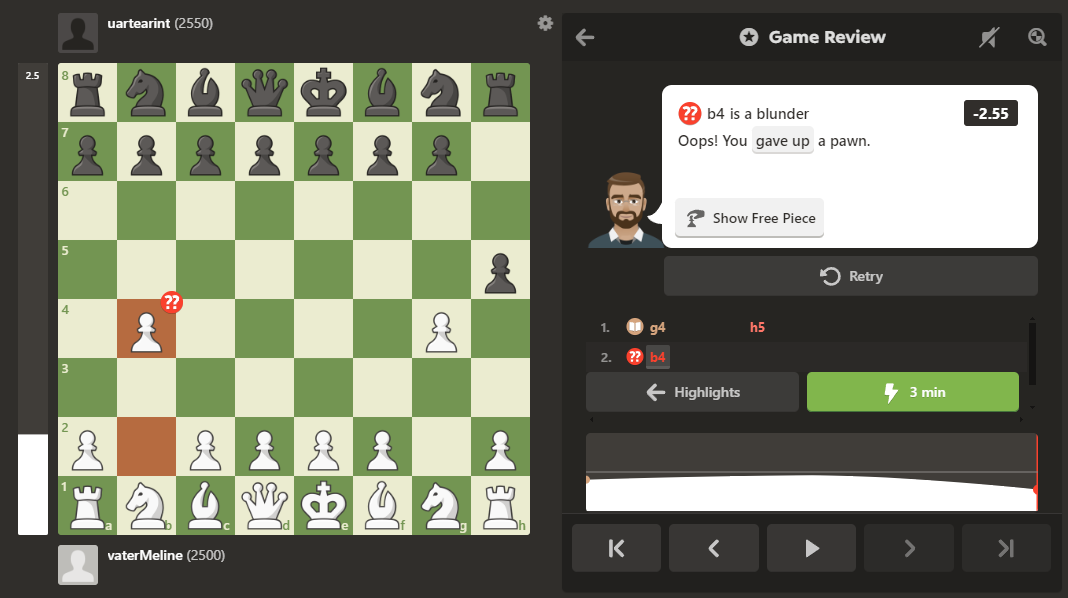 uartearint (2550)
2.5
8
7
6
5
4
3
2
1
a b c d e f g h
??
vaterMeline (2500)
Game Review
?? b4 is a blunder
-2.55
Oops! You gave up a pawn.
Show Free Piece
Retry
1. g4 h5
2. ?? b4
Highlights
3 min